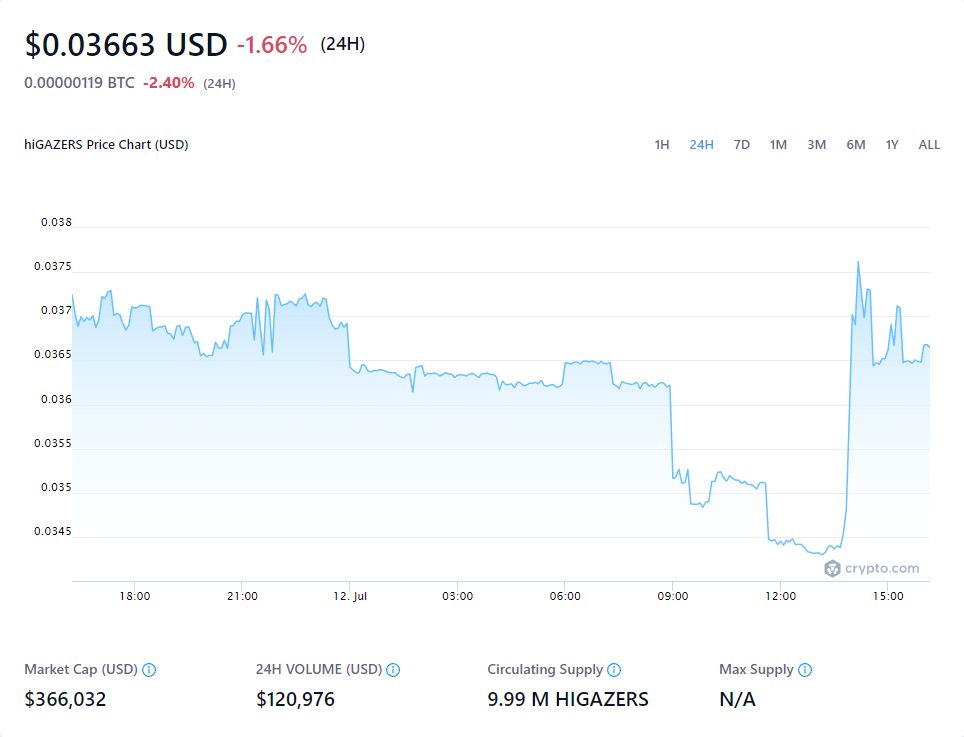 $0.03663 USD -1.66% (24H)
0.00000119 BTC -2.40% (24H)
hiGAZERS Price Chart (USD) 1H 24H 7D 1M 3M 6M 1Y ALL
0.038
0.0375
0.037
0.0365
0.036
0.0355
0.035
0.0345
crypto.com
18:00 21:00 12. Jul 03:00 06:00 09:00 12:00 15:00
Market Cap (USD) 24H VOLUME (USD) Circulating Supply Max Supply
$366,032 $120,976 9.99 M HIGAZERS N/A